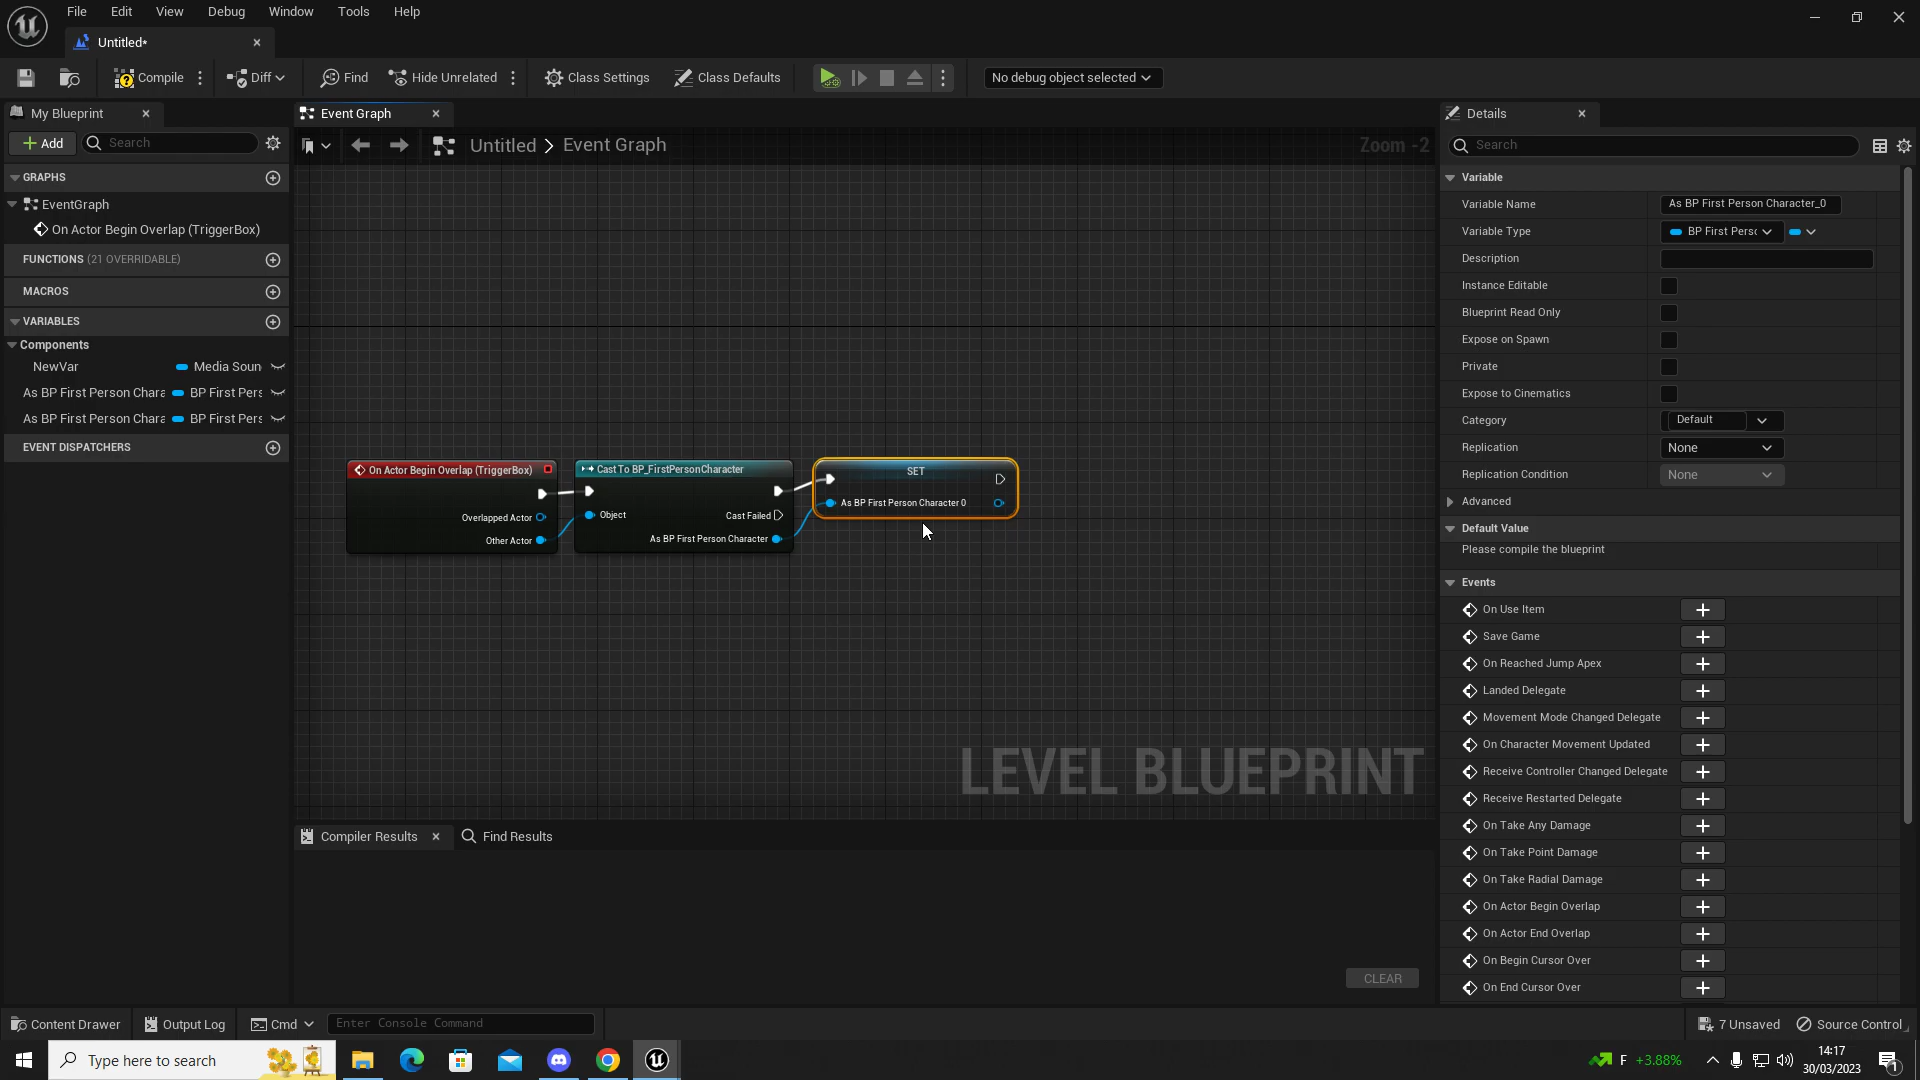 File Edit View Debug Window Tools Help
Untitled*
Compile Diff Find Hide Unrelated Class Settings Class Defaults No debug object selected
My Blueprint
Event Graph
Details
Add Search
Untitled > Event Graph
Zoom -2
Search
GRAPHS
EventGraph
On Actor Begin Overlap (TriggerBox)
FUNCTIONS (21 OVERRIDABLE)
MACROS
VARIABLES
Components
NewVar Media Soun
As BP First Person Chara BP First Pers
As BP First Person Chara BP First Pers
EVENT DISPATCHERS
On Actor Begin Overlap (TriggerBox)
Overlapped Actor
Other Actor
Cast To BP_FirstPersonCharacter
Object Cast Failed
As BP First Person Character
SET
As BP First Person Character 0
LEVEL BLUEPRINT
Compiler Results Find Results
CLEAR
Variable
Variable Name As BP First Person Character_0
Variable Type BP First Persc
Description
Instance Editable
Blueprint Read Only
Expose on Spawn
Private
Expose to Cinematics
Category Default
Replication None
Replication Condition None
Advanced
Default Value
Please compile the blueprint
Events
On Use Item
Save Game
On Reached Jump Apex
Landed Delegate
Movement Mode Changed Delegate
On Character Movement Updated
Receive Controller Changed Delegate
Receive Restarted Delegate
On Take Any Damage
On Take Point Damage
On Take Radial Damage
On Actor Begin Overlap
On Actor End Overlap
On Begin Cursor Over
On End Cursor Over
Content Drawer Output Log Cmd Enter Console Command 7 Unsaved Source Control
Type here to search
F +3.88%
14:17
30/03/2023
1